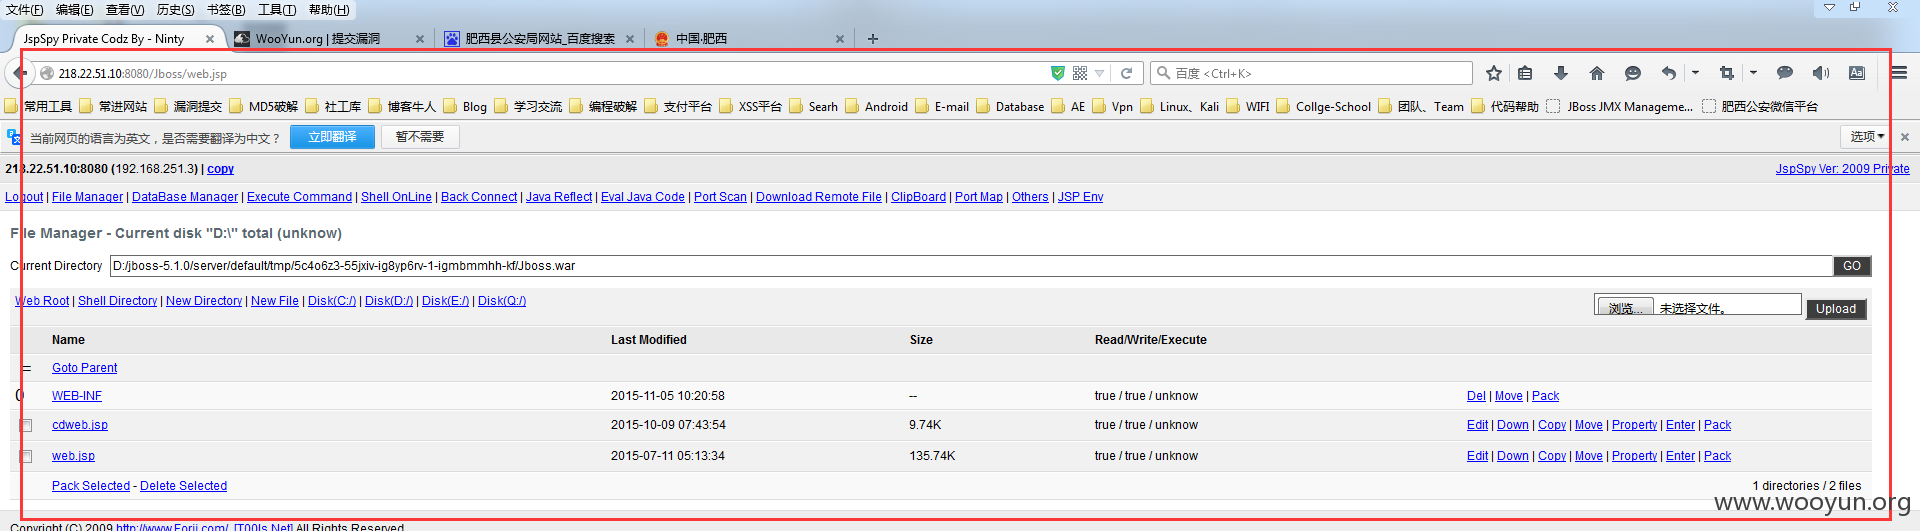 文件(F) 编辑(E) 查看(V) 历史(S) 书签(B) 工具(T) 帮助(H)
JspSpy Private Codz By - Ninty × WooYun.org | 提交漏洞 × 肥西县公安局网站_百度搜索 × 中国·肥西 × +
218.22.51.10:8080/Jboss/web.jsp 百度 <Ctrl+K>
常用工具 常进网站 漏洞提交 MD5破解 社工库 博客牛人 Blog 学习交流 编程破解 支付平台 XSS平台 Searh Android E-mail Database AE Vpn Linux、Kali WIFI Collge-School 团队、Team 代码帮助 JBoss JMX Manageme... 肥西公安微信平台
当前网页的语言为英文，是否需要翻译为中文？ 立即翻译 暂不需要 选项
218.22.51.10:8080 (192.168.251.3) | copy JspSpy Ver: 2009 Private
Logout | File Manager | DataBase Manager | Execute Command | Shell OnLine | Back Connect | Java Reflect | Eval Java Code | Port Scan | Download Remote File | ClipBoard | Port Map | Others | JSP Env
File Manager - Current disk "D:\" total (unknow)
Current Directory D:/jboss-5.1.0/server/default/tmp/5c4o6z3-55jxiv-ig8yp6rv-1-igmbmmhh-kf/Jboss.war GO
Web Root | Shell Directory | New Directory | New File | Disk(C:/) | Disk(D:/) | Disk(E:/) | Disk(Q:/) 浏览... 未选择文件。 Upload
Name Last Modified Size Read/Write/Execute
= Goto Parent
0 WEB-INF 2015-11-05 10:20:58 -- true / true / unknow Del | Move | Pack
cdweb.jsp 2015-10-09 07:43:54 9.74K true / true / unknow Edit | Down | Copy | Move | Property | Enter | Pack
web.jsp 2015-07-11 05:13:34 135.74K true / true / unknow Edit | Down | Copy | Move | Property | Enter | Pack
Pack Selected - Delete Selected 1 directories / 2 files
www.wooyun.org
Copyright (C) 2009 http://www.Forjj.com/ [T00ls.Net] All Rights Reserved